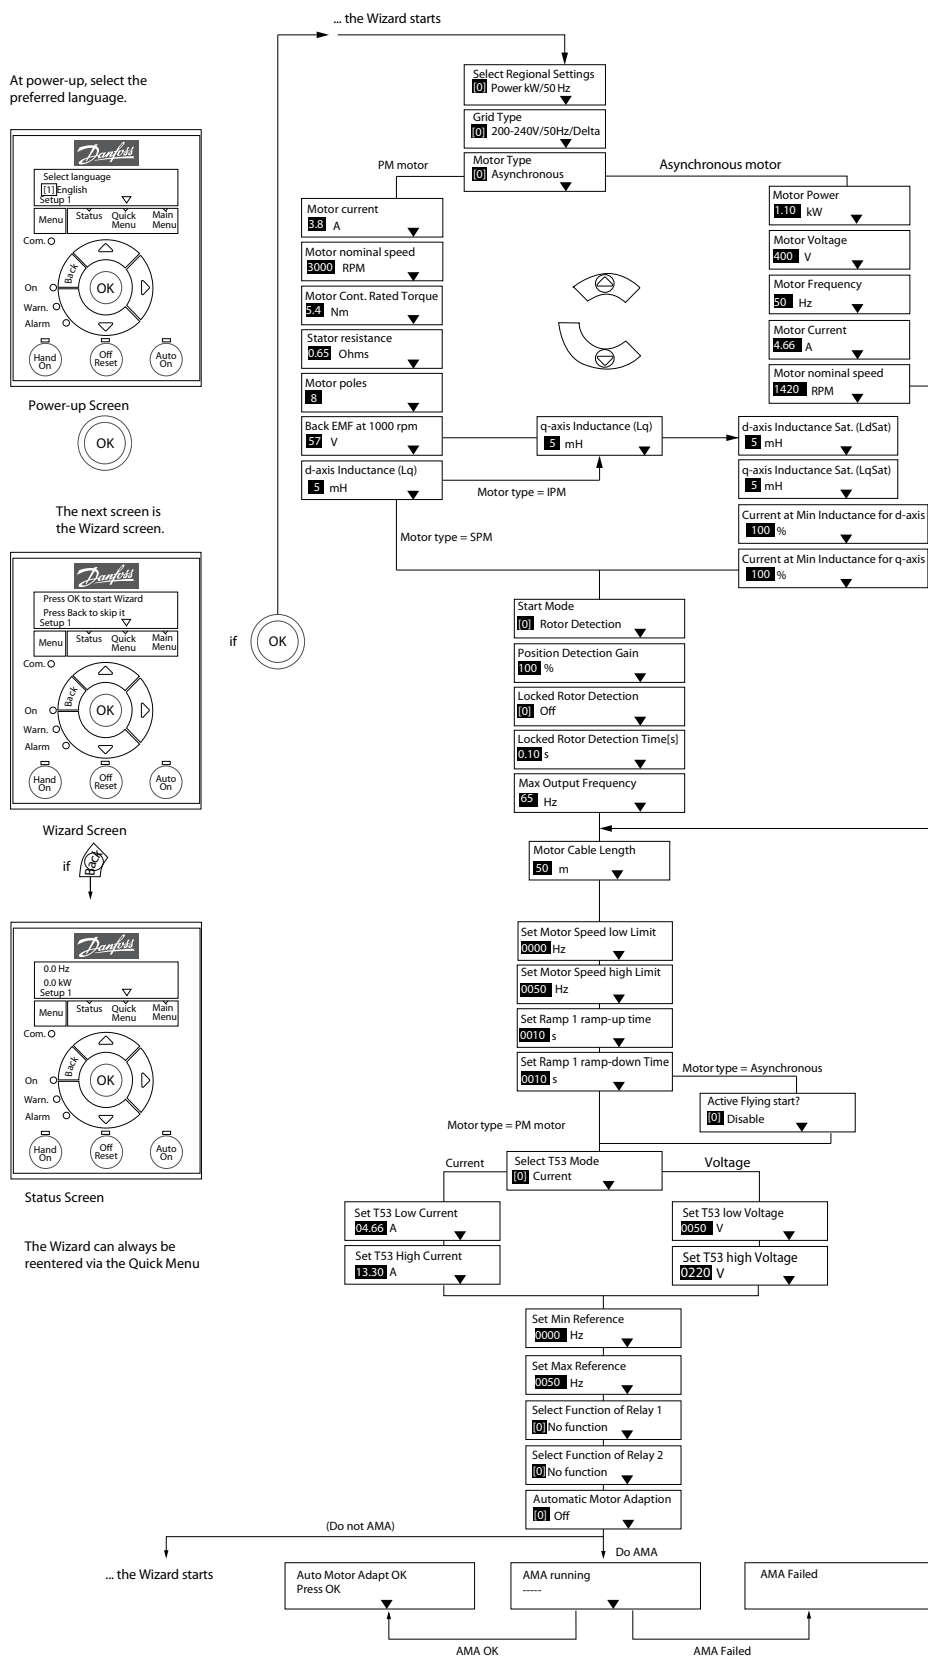 ... the Wizard starts
At power-up, select the
preferred language.
Danfoss
Select language
[1] English
Setup 1
Menu
Status
Quick
Menu
Main
Menu
Com.
Back
OK
On
Warn.
Alarm
Hand
On
Off
Reset
Auto
On
Power-up Screen
OK
The next screen is
the Wizard screen.
Danfoss
Press OK to start Wizard
Press Back to skip it
Setup 1
Menu
Status
Quick
Menu
Main
Menu
Com.
Back
OK
On
Warn.
Alarm
Hand
On
Off
Reset
Auto
On
Wizard Screen
if
Back
if
OK
Danfoss
0.0 Hz
0.0 kW
Setup 1
Menu
Status
Quick
Menu
Main
Menu
Com.
Back
OK
On
Warn.
Alarm
Hand
On
Off
Reset
Auto
On
Status Screen
The Wizard can always be
reentered via the Quick Menu
Select Regional Settings
[0] Power kW/50 Hz
Grid Type
[0] 200-240V/50Hz/Delta
Motor Type
[0] Asynchronous
PM motor
Asynchronous motor
Motor current
3.8 A
Motor nominal speed
3000 RPM
Motor Cont. Rated Torque
5.4 Nm
Stator resistance
0.65 Ohms
Motor poles
8
Back EMF at 1000 rpm
57 V
d-axis Inductance (Lq)
5 mH
Motor Power
1.10 kW
Motor Voltage
400 V
Motor Frequency
50 Hz
Motor Current
4.66 A
Motor nominal speed
1420 RPM
q-axis Inductance (Lq)
5 mH
Motor type = IPM
Motor type = SPM
d-axis Inductance Sat. (LdSat)
5 mH
q-axis Inductance Sat. (LqSat)
5 mH
Current at Min Inductance for d-axis
100 %
Current at Min Inductance for q-axis
100 %
Start Mode
[0] Rotor Detection
Position Detection Gain
100 %
Locked Rotor Detection
[0] Off
Locked Rotor Detection Time[s]
0.10 s
Max Output Frequency
65 Hz
Motor Cable Length
50 m
Set Motor Speed low Limit
0000 Hz
Set Motor Speed high Limit
0050 Hz
Set Ramp 1 ramp-up time
0010 s
Set Ramp 1 ramp-down Time
0010 s
Motor type = Asynchronous
Active Flying start?
[0] Disable
Motor type = PM motor
Select T53 Mode
[0] Current
Current
Voltage
Set T53 Low Current
04.66 A
Set T53 High Current
13.30 A
Set T53 low Voltage
0050 V
Set T53 high Voltage
0220 V
Set Min Reference
0000 Hz
Set Max Reference
0050 Hz
Select Function of Relay 1
[0] No function
Select Function of Relay 2
[0] No function
Automatic Motor Adaption
[0] Off
(Do not AMA)
Do AMA
... the Wizard starts
Auto Motor Adapt OK
Press OK
AMA running
-----
AMA Failed
AMA OK
AMA Failed